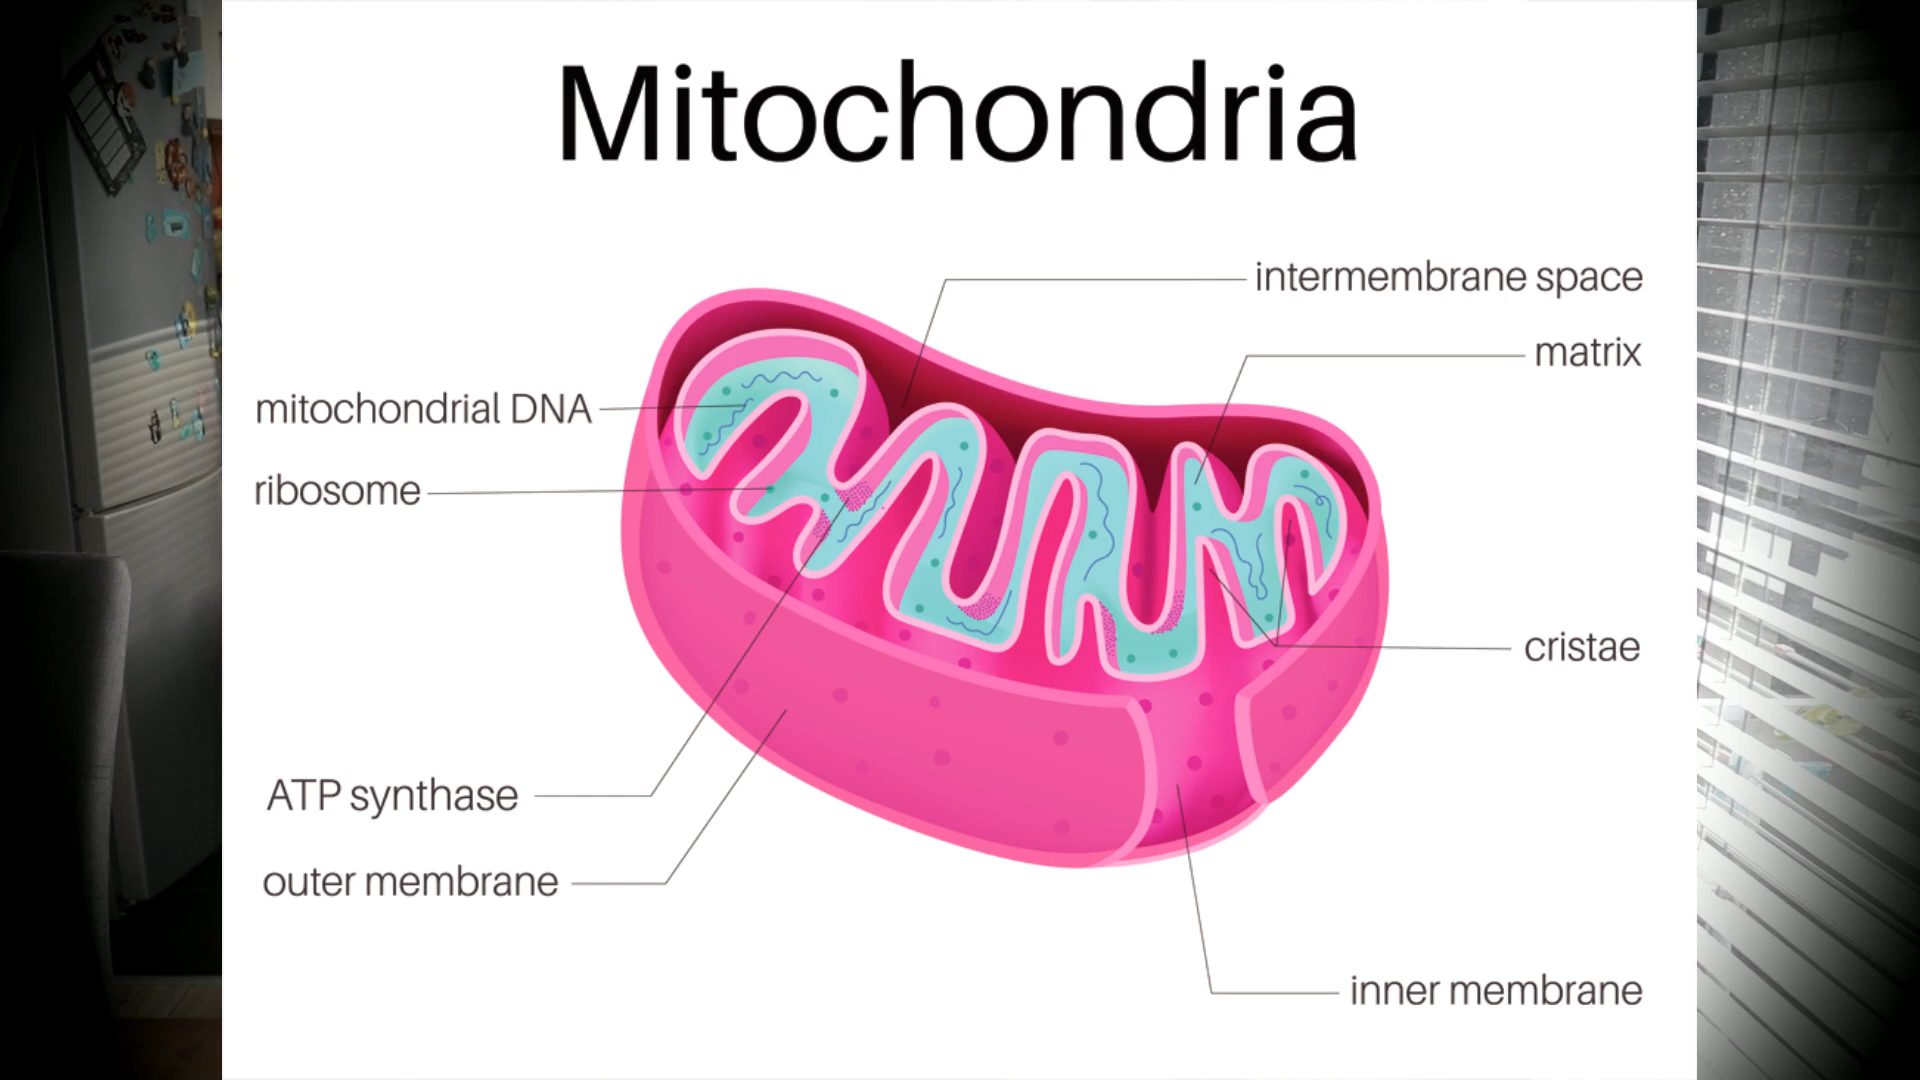 Mitochondria
intermembrane space
matrix
mitochondrial DNA
ribosome
cristae
ATP synthase
outer membrane
inner membrane